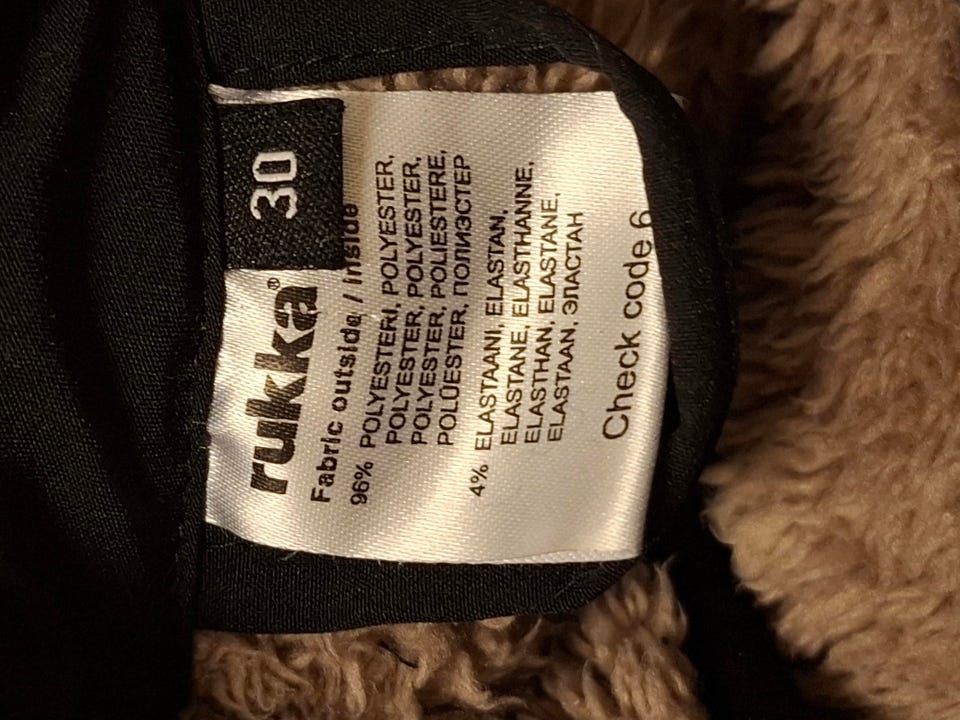 30
rukka®
Fabric outside / inside
96% POLYESTERI, POLYESTER,
POLYESTER, POLYESTER,
POLYESTER, POLIESTERE,
POLÜESTER, ПОЛИЭСТЕР
4% ELASTAANI, ELASTAN,
ELASTANE, ELASTHANNE,
ELASTHAN, ELASTANE,
ELASTAAN, ЭЛАСТАН
Check code 6